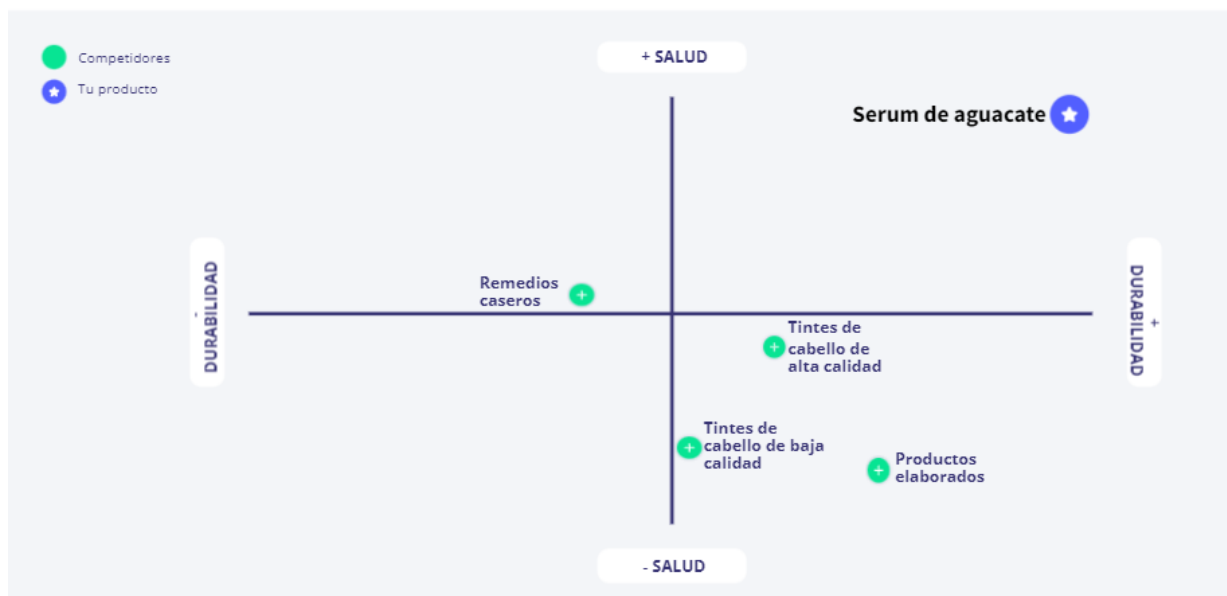 Competidores
+ SALUD
Tu producto
Serum de aguacate
- DURABILIDAD
+ DURABILIDAD
Remedios
caseros
Tintes de
cabello de
alta calidad
Tintes de
cabello de baja
calidad
Productos
elaborados
- SALUD